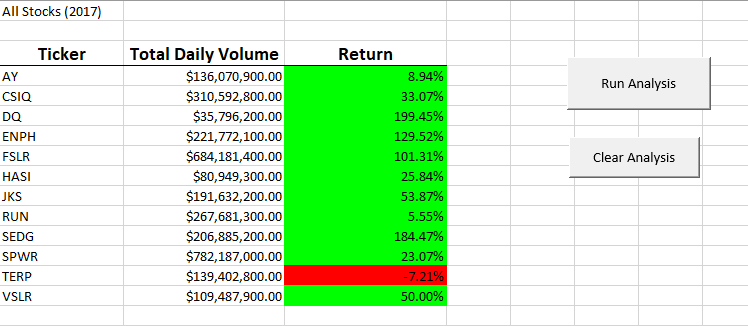 All Stocks (2017)
Ticker Total Daily Volume Return
AY $136,070,900.00 8.94%
CSIQ $310,592,800.00 33.07%
DQ $35,796,200.00 199.45%
ENPH $221,772,100.00 129.52%
FSLR $684,181,400.00 101.31%
HASI $80,949,300.00 25.84%
JKS $191,632,200.00 53.87%
RUN $267,681,300.00 5.55%
SEDG $206,885,200.00 184.47%
SPWR $782,187,000.00 23.07%
TERP $139,402,800.00 -7.21%
VSLR $109,487,900.00 50.00%
Run Analysis
Clear Analysis